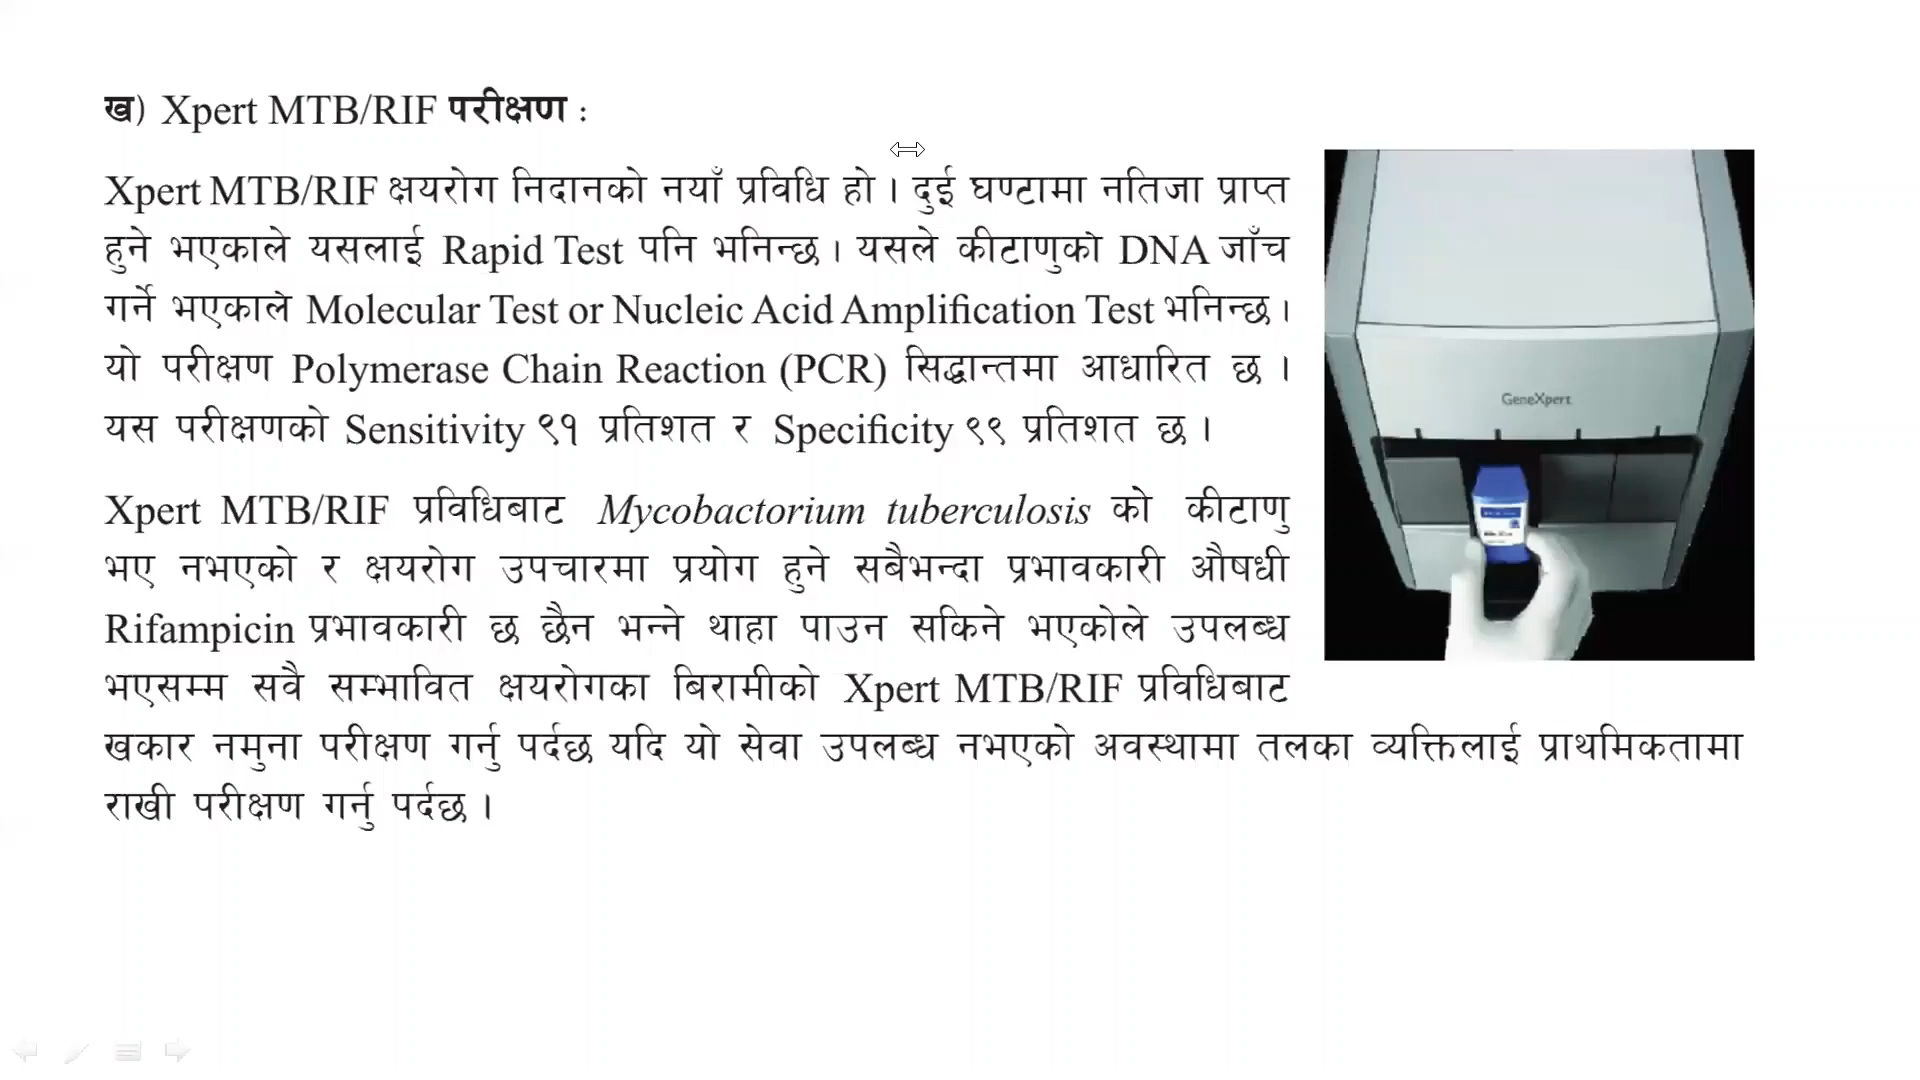 ख) Xpert MTB/RIF परीक्षण :
Xpert MTB/RIF क्षयरोग निदानको नयाँ प्रविधि हो । दुई घण्टामा नतिजा प्राप्त
हुने भएकाले यसलाई Rapid Test पनि भनिन्छ । यसले कीटाणुको DNA जाँच
गर्ने भएकाले Molecular Test or Nucleic Acid Amplification Test भनिन्छ ।
यो परीक्षण Polymerase Chain Reaction (PCR) सिद्धान्तमा आधारित छ ।
यस परीक्षणको Sensitivity ९१ प्रतिशत र Specificity ९९ प्रतिशत छ ।
Xpert MTB/RIF प्रविधिबाट Mycobactorium tuberculosis को कीटाणु
भए नभएको र क्षयरोग उपचारमा प्रयोग हुने सबैभन्दा प्रभावकारी औषधी
Rifampicin प्रभावकारी छ छैन भन्ने थाहा पाउन सकिने भएकोले उपलब्ध
भएसम्म सवै सम्भावित क्षयरोगका बिरामीको Xpert MTB/RIF प्रविधिबाट
खकार नमुना परीक्षण गर्नु पर्दछ यदि यो सेवा उपलब्ध नभएको अवस्थामा तलका व्यक्तिलाई प्राथमिकतामा
राखी परीक्षण गर्नु पर्दछ ।
GeneXpert